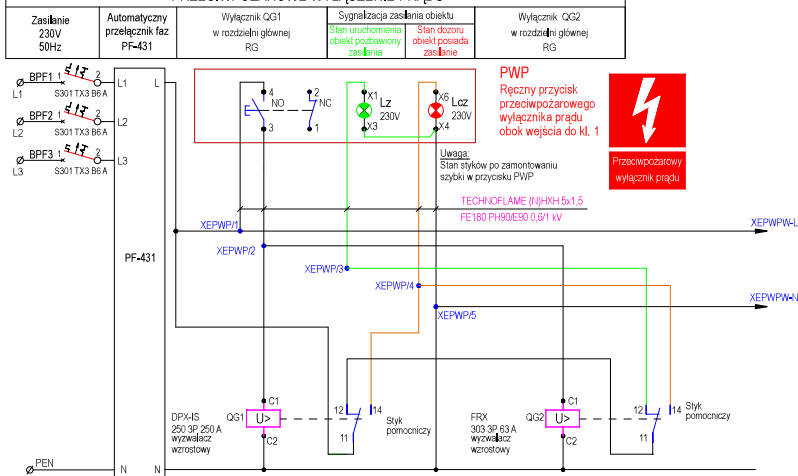 Zasilanie
230V
50Hz
Automatyczny
przełącznik faz
PF-431
Wyłącznik QG1
w rozdzielni głównej
RG
Sygnalizacja zasilania obiektu
Stan uruchomienia
obiekt pozbawiony
zasilania
Stan dozoru
obiekt posiada
zasilanie
Wyłącznik QG2
w rozdzielni głównej
RG
BPF1 1 2
L1
S301 TX3 B6 A
L1 L
BPF2 1 2
L2
S301 TX3 B6 A
L2
BPF3 1 2
L3
S301 TX3 B6 A
L3
4 2
NO NC
3 1
X1
Lz
230V
X3
X6
Lcz
230V
X4
PWP
Ręczny przycisk
przeciwpożarowego
wyłącznika prądu
obok wejścia do kl. 1
Przeciwpożarowy
wyłącznik prądu
Uwaga:
Stan styków po zamontowaniu
szybki w przycisku PWP
TECHNOFLAME (N)HXH 5x1,5
FE180 PH90/E90 0,6/1 kV
XEPWP/1
XEPWPW-L
XEPWP/2
PF-431
XEPWP/3
XEPWP/4
XEPWPW-N
XEPWP/5
DPX-IS
250 3P 250 A
wyzwalacz
wzrostowy
QG1
C1
U>
C2
12 14
11
Styk
pomocniczy
FRX
303 3P 63 A
wyzwalacz
wzrostowy
QG2
C1
U>
C2
12 14
11
Styk
pomocniczy
PEN
N N